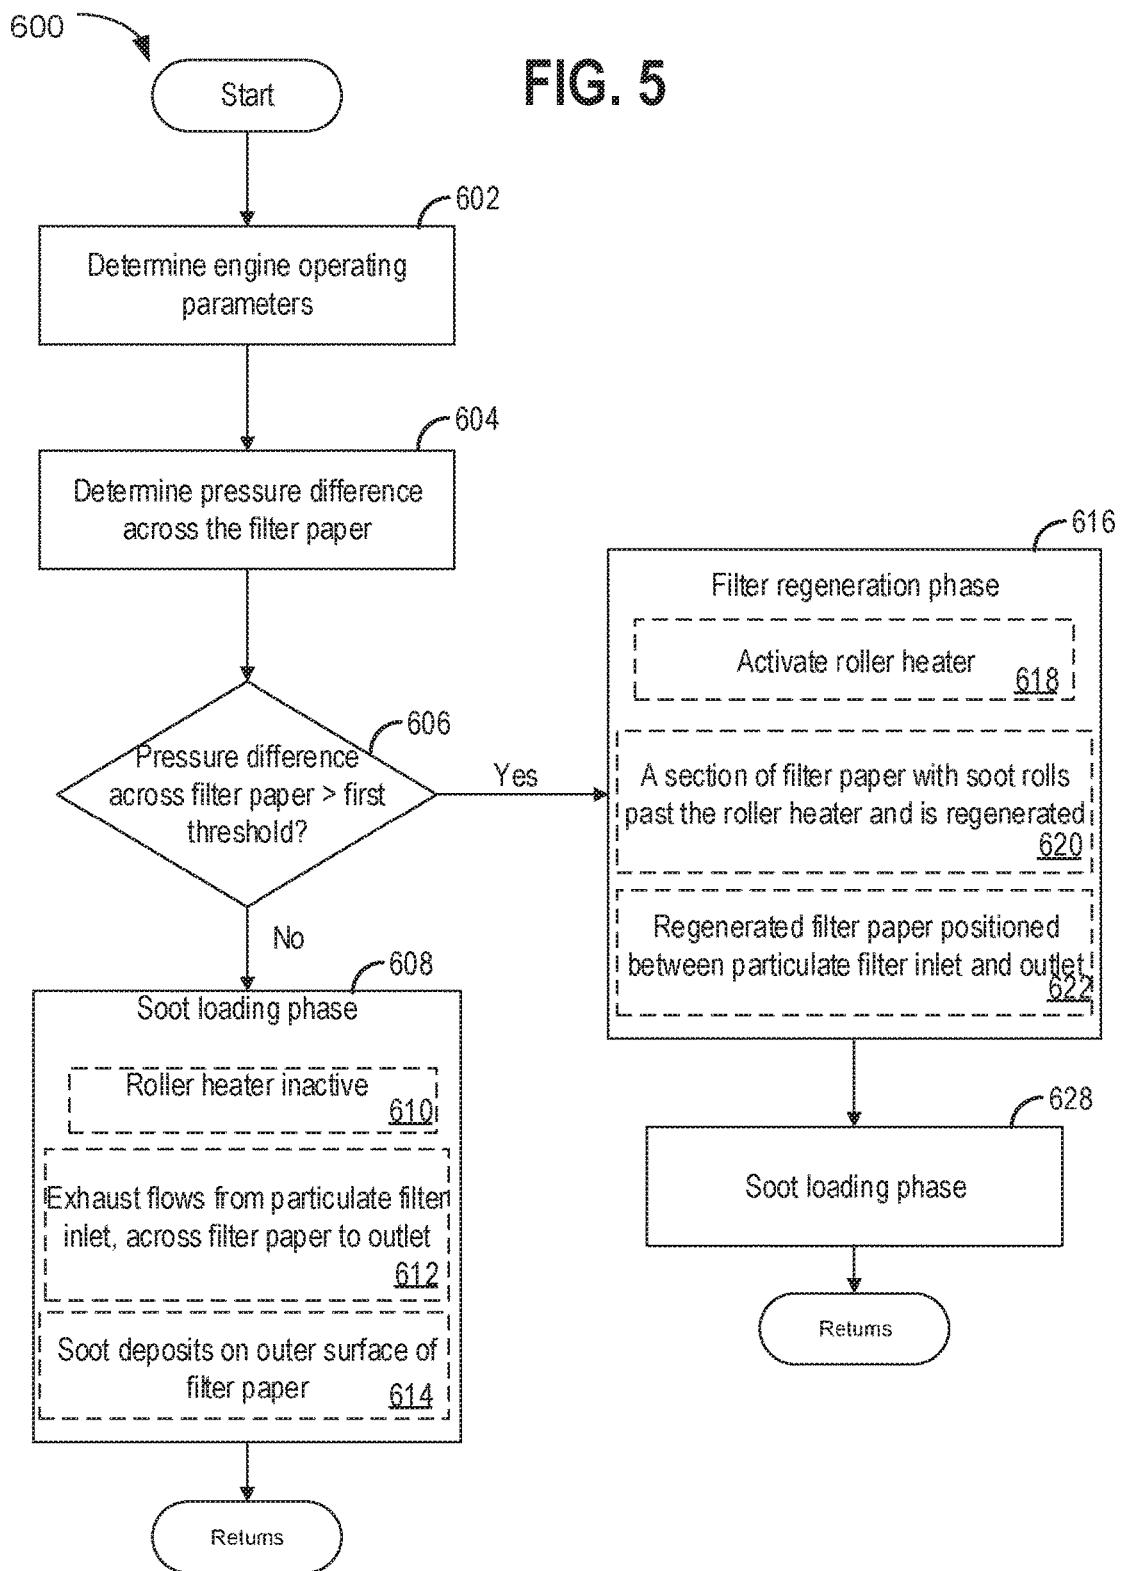 600
FIG. 5
Start
602
Determine engine operating
parameters
604
Determine pressure difference
across the filter paper
606
Pressure difference
across filter paper > first
threshold?
Yes
No
608
Soot loading phase
Roller heater inactive
610
Exhaust flows from particulate filter
inlet, across filter paper to outlet
612
Soot deposits on outer surface of
filter paper
614
Returns
616
Filter regeneration phase
Activate roller heater
618
A section of filter paper with soot rolls
past the roller heater and is regenerated
620
Regenerated filter paper positioned
between particulate filter inlet and outlet
622
628
Soot loading phase
Returns